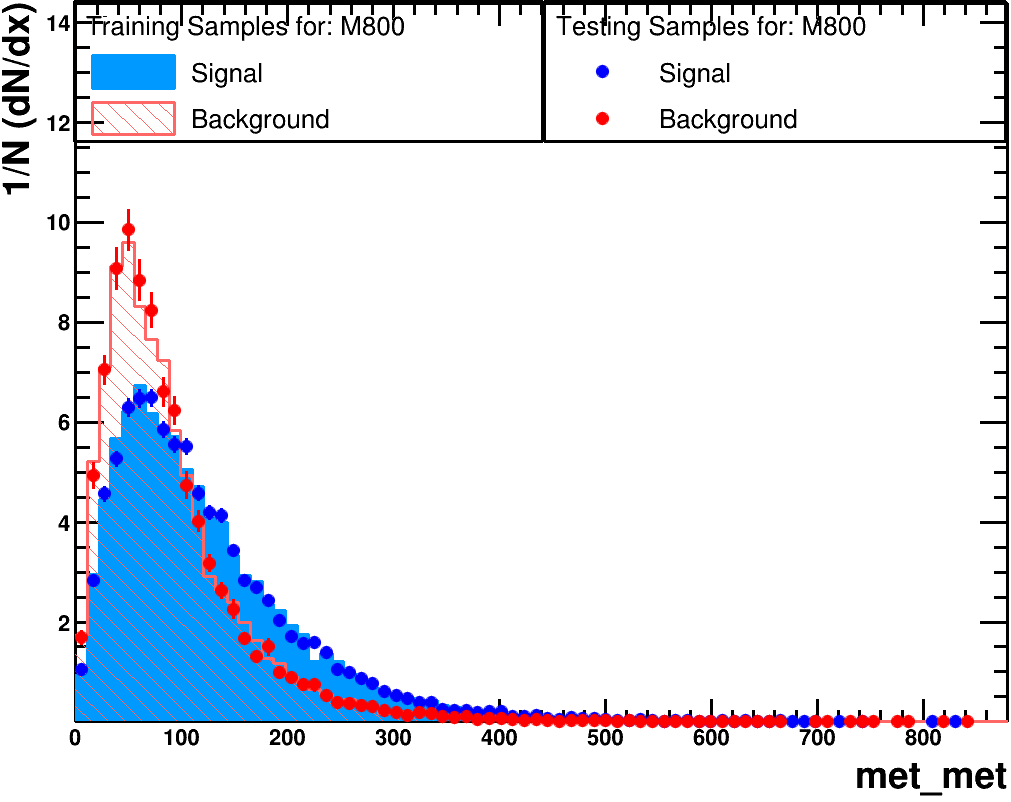 1/N (dN/dx)
Training Samples for: M800
Signal
Background
Testing Samples for: M800
Signal
Background
14
12
10
8
6
4
2
0 100 200 300 400 500 600 700 800
met_met